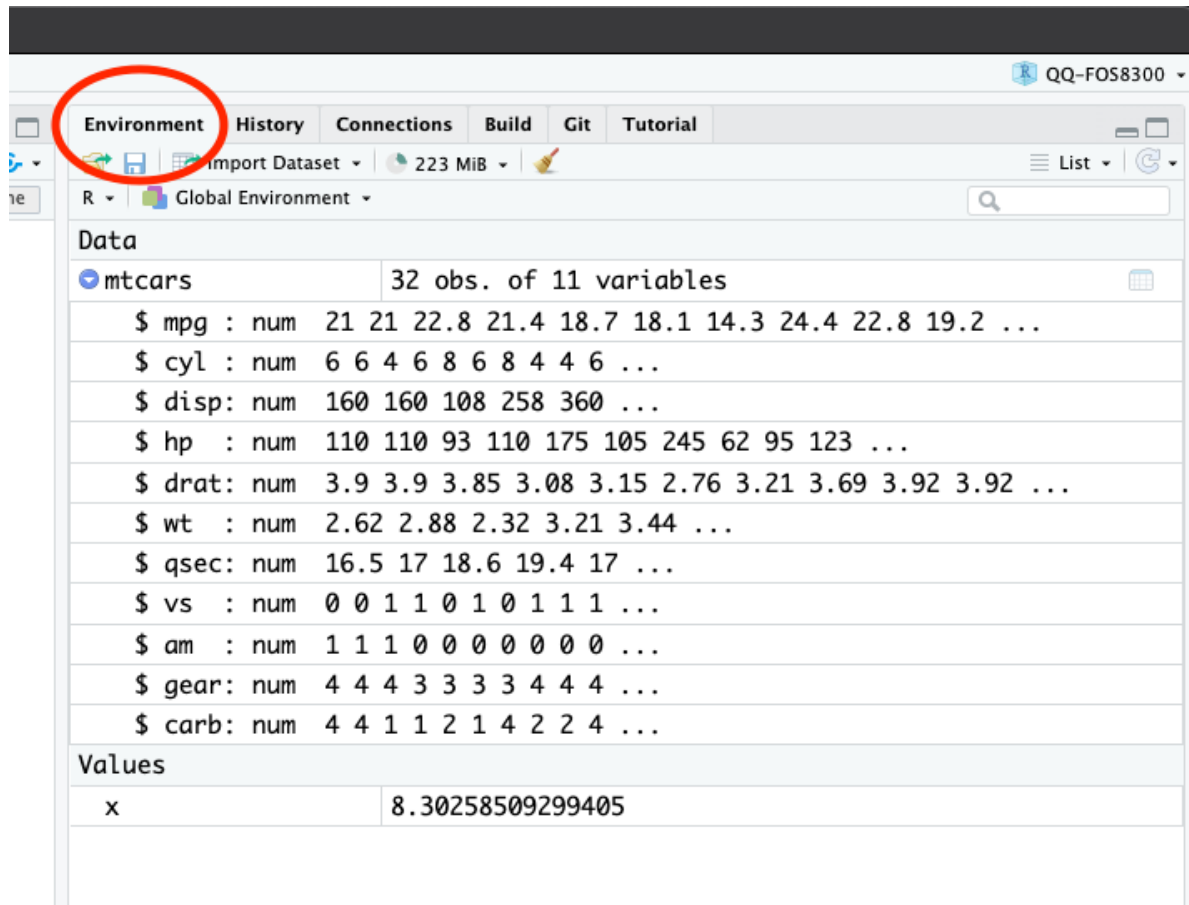 QQ-FOS8300
Environment History Connections Build Git Tutorial
Import Dataset 223 MiB List
R Global Environment
Data
mtcars 32 obs. of 11 variables
$ mpg : num 21 21 22.8 21.4 18.7 18.1 14.3 24.4 22.8 19.2 ...
$ cyl : num 6 6 4 6 8 6 8 4 4 6 ...
$ disp: num 160 160 108 258 360 ...
$ hp : num 110 110 93 110 175 105 245 62 95 123 ...
$ drat: num 3.9 3.9 3.85 3.08 3.15 2.76 3.21 3.69 3.92 3.92 ...
$ wt : num 2.62 2.88 2.32 3.21 3.44 ...
$ qsec: num 16.5 17 18.6 19.4 17 ...
$ vs : num 0 0 1 1 0 1 0 1 1 1 ...
$ am : num 1 1 1 0 0 0 0 0 0 0 ...
$ gear: num 4 4 4 3 3 3 3 4 4 4 ...
$ carb: num 4 4 1 1 2 1 4 2 2 4 ...
Values
x 8.30258509299405